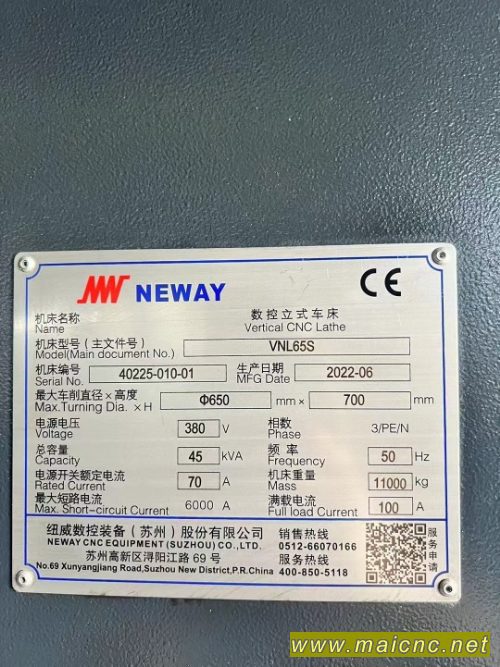 NEWAY CE
机床名称 数控立式车床
Name Vertical CNC Lathe
机床型号(主文件号) VNL65S
Model(Main document No.)
机床编号 40225-010-01 生产日期 2022-06
Serial No. MFG Date
最大车削直径×高度 Φ650 mm× 700 mm
Max.Turning Dia. ×H
电源电压 380 V 相数 3/PE/N
Voltage Phase
总容量 45 kVA 频率 50 Hz
Capacity Frequency
电源开关额定电流 70 A 机床重量 11000 kg
Rated Current Mass
最大短路电流 6000 A 满载电流 100 A
Max. Short-circuit Current Full load Current
纽威数控装备(苏州)股份有限公司 销售热线
NEWAY CNC EQUIPMENT (SUZHOU) CO.,LTD. 0512-66070166
苏州高新区浔阳江路 69 号 服务热线
No.69 Xunyangjiang Road,Suzhou New District,P.R.China 400-850-5118
服务申请
www.maicnc.net